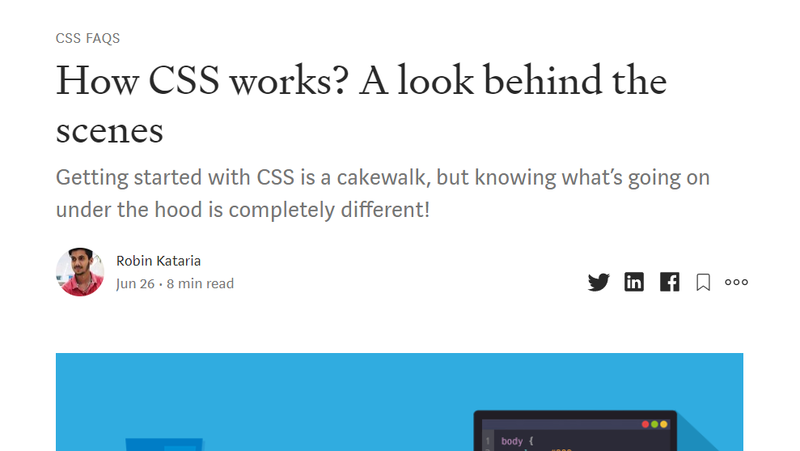 CSS FAQS
How CSS works? A look behind the
scenes
Getting started with CSS is a cakewalk, but knowing what’s going on
under the hood is completely different!
Robin Kataria
Jun 26 · 8 min read
1 body {